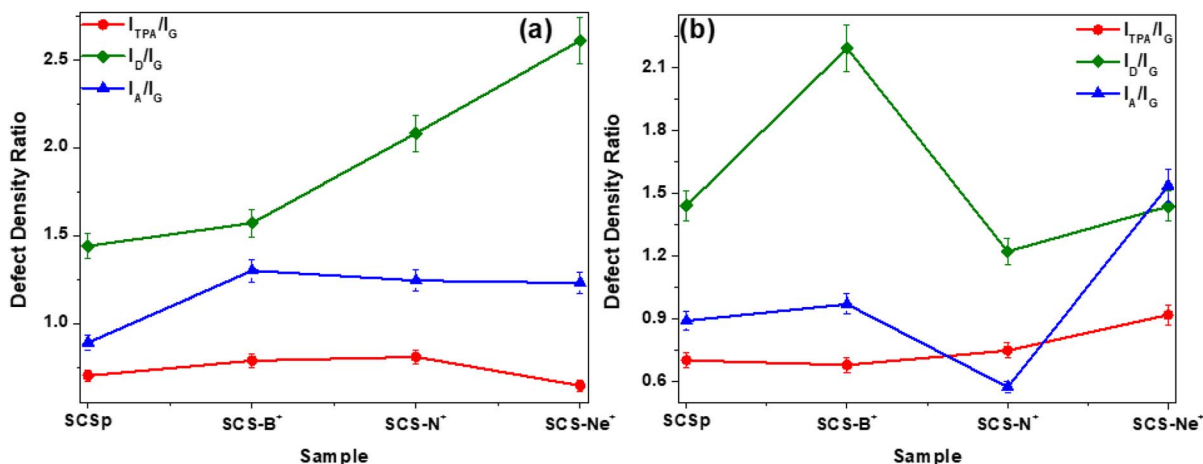 (a)
I_TPA/I_G
I_D/I_G
I_A/I_G
Defect Density Ratio
2.5
2.0
1.5
1.0
SCSp SCS-B⁺ SCS-N⁺ SCS-Ne⁺
Sample
(b)
I_TPA/I_G
I_D/I_G
I_A/I_G
Defect Density Ratio
2.1
1.8
1.5
1.2
0.9
0.6
SCSp SCS-B⁺ SCS-N⁺ SCS-Ne⁺
Sample